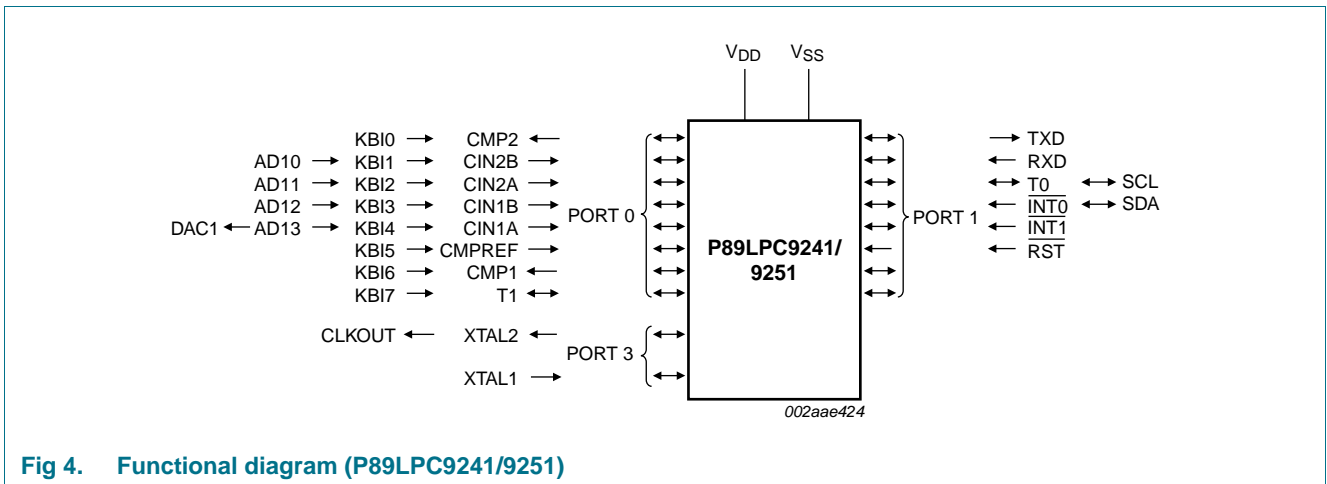 VDD VSS
KBI0 CMP2 TXD
AD10 KBI1 CIN2B RXD
AD11 KBI2 CIN2A T0 SCL
AD12 KBI3 CIN1B INT0 SDA
PORT 0 PORT 1
DAC1 AD13 KBI4 CIN1A INT1
KBI5 CMPREF P89LPC9241/ RST
KBI6 CMP1 9251
KBI7 T1
CLKOUT XTAL2
PORT 3
XTAL1
002aae424
Fig 4. Functional diagram (P89LPC9241/9251)